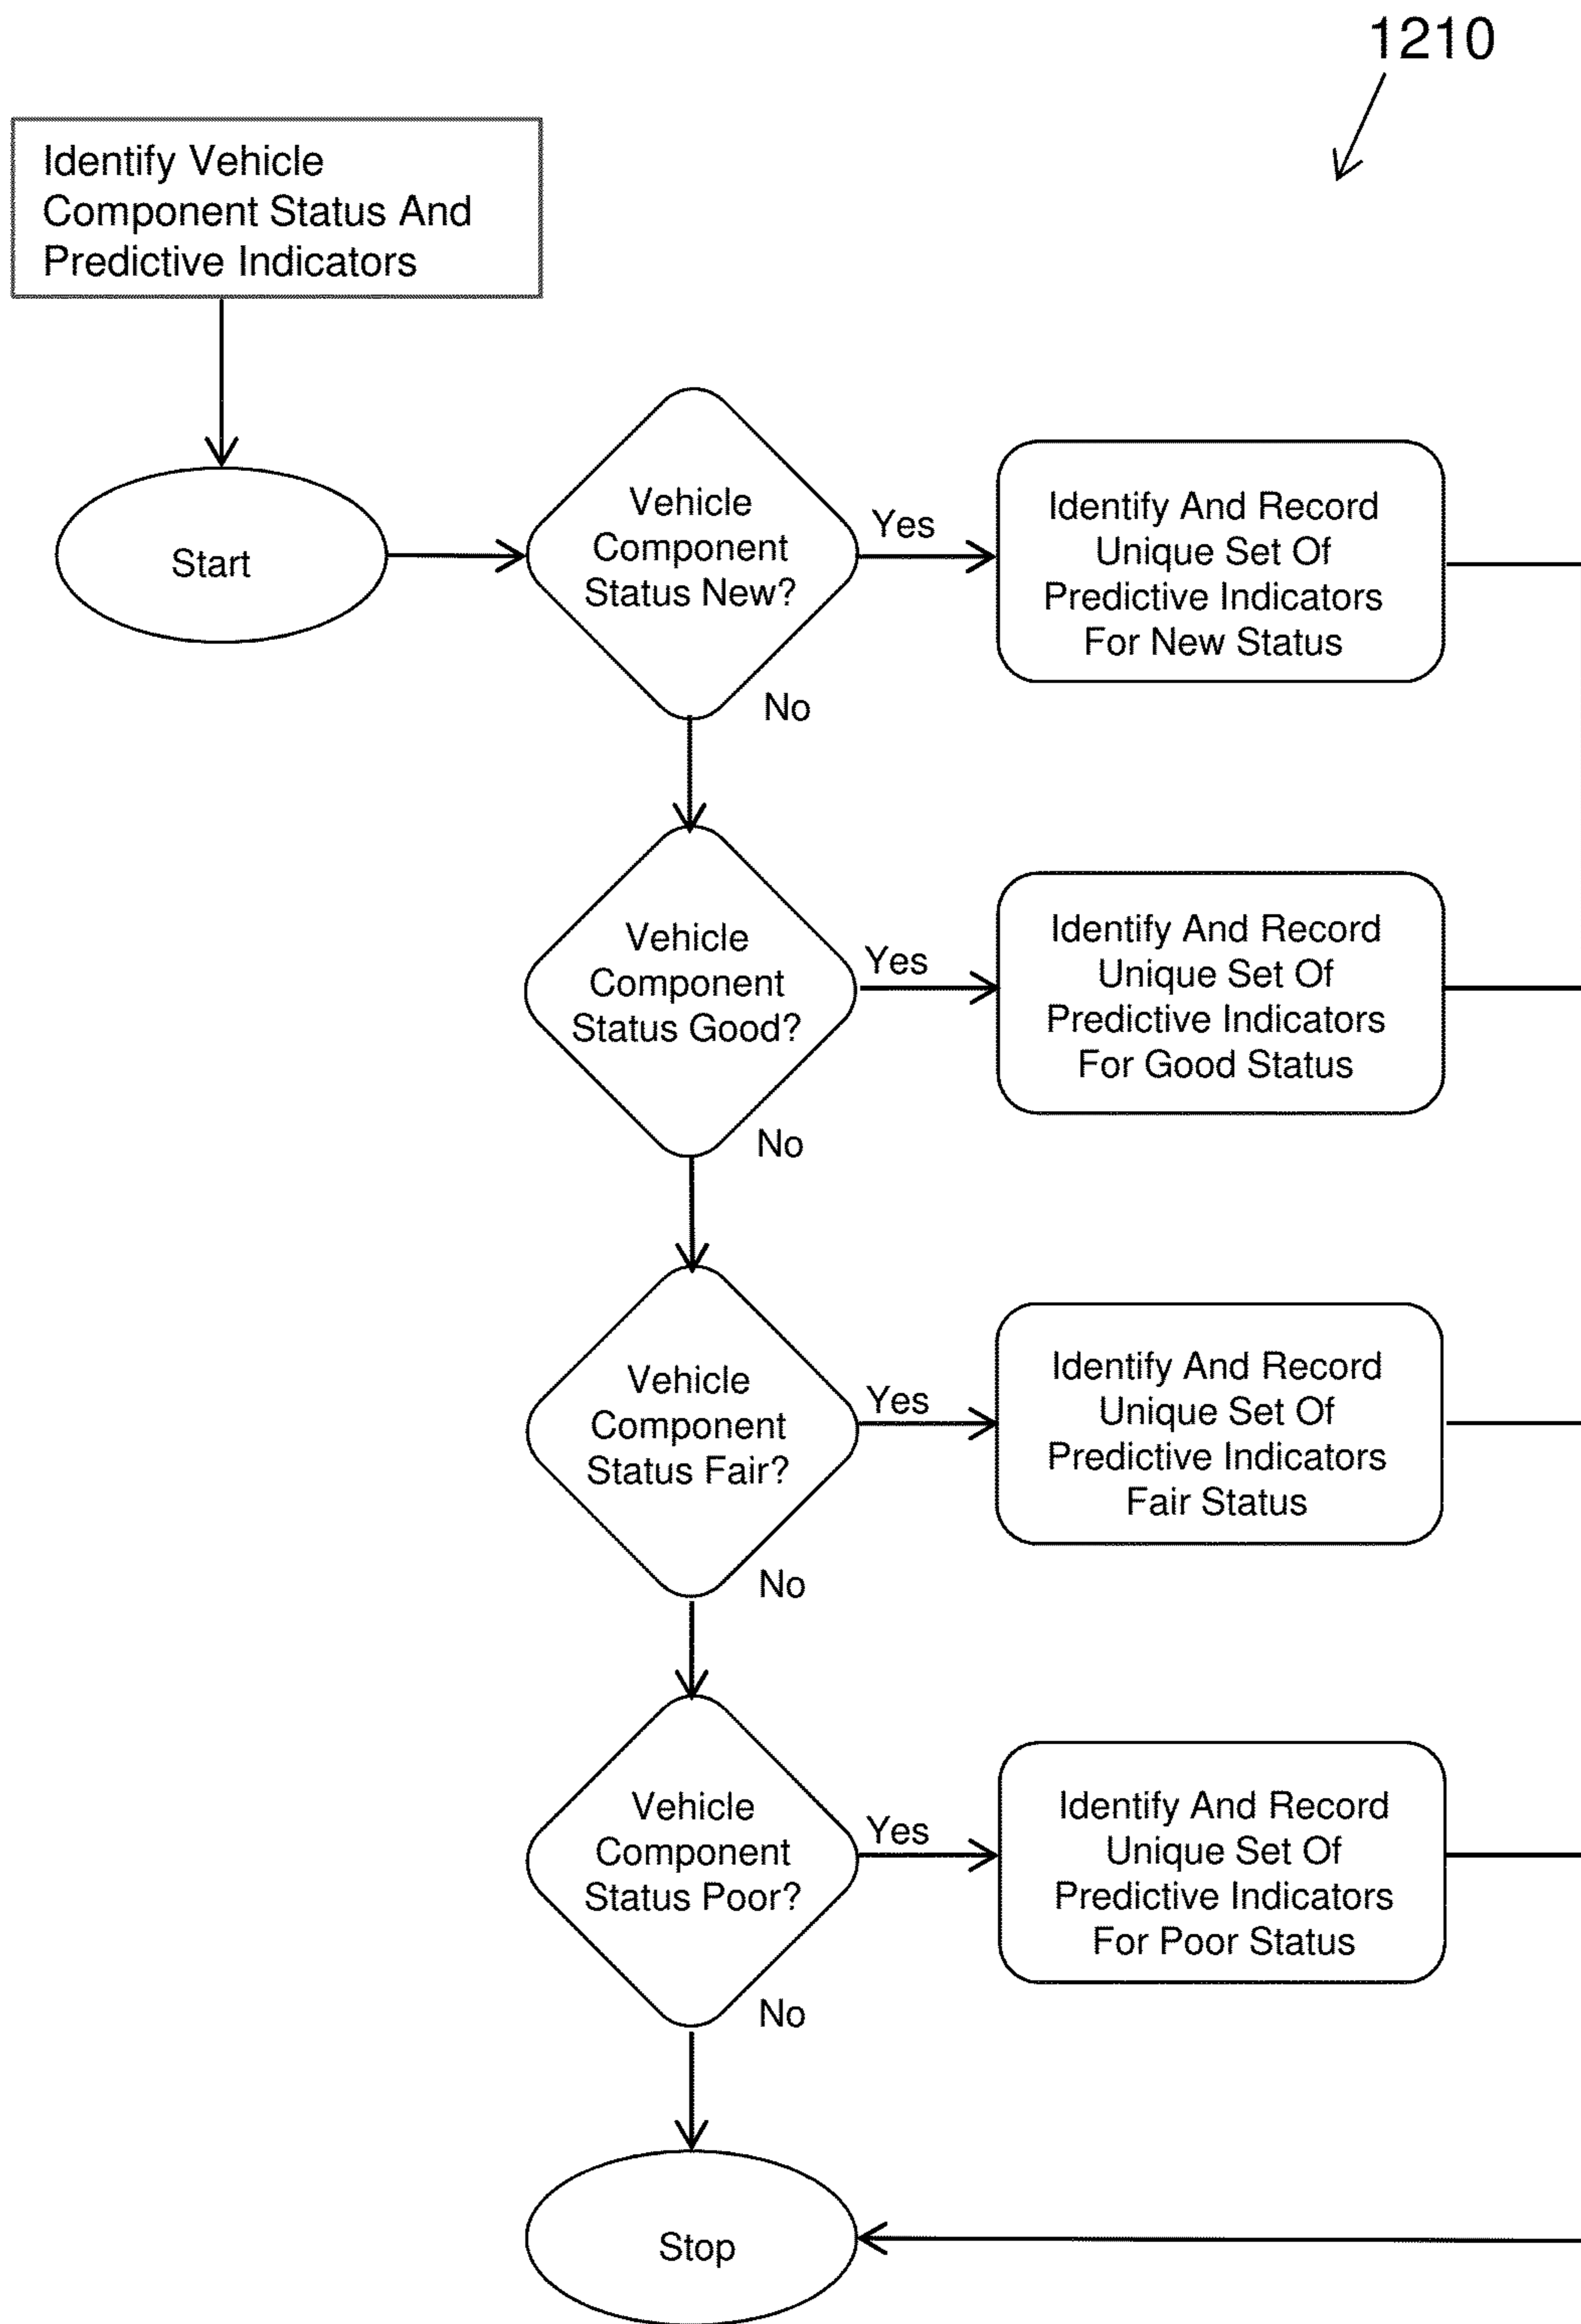 1210
Identify Vehicle
Component Status And
Predictive Indicators
Start
Vehicle
Component
Status New?
Yes
Identify And Record
Unique Set Of
Predictive Indicators
For New Status
No
Vehicle
Component
Status Good?
Yes
Identify And Record
Unique Set Of
Predictive Indicators
For Good Status
No
Vehicle
Component
Status Fair?
Yes
Identify And Record
Unique Set Of
Predictive Indicators
Fair Status
No
Vehicle
Component
Status Poor?
Yes
Identify And Record
Unique Set Of
Predictive Indicators
For Poor Status
No
Stop